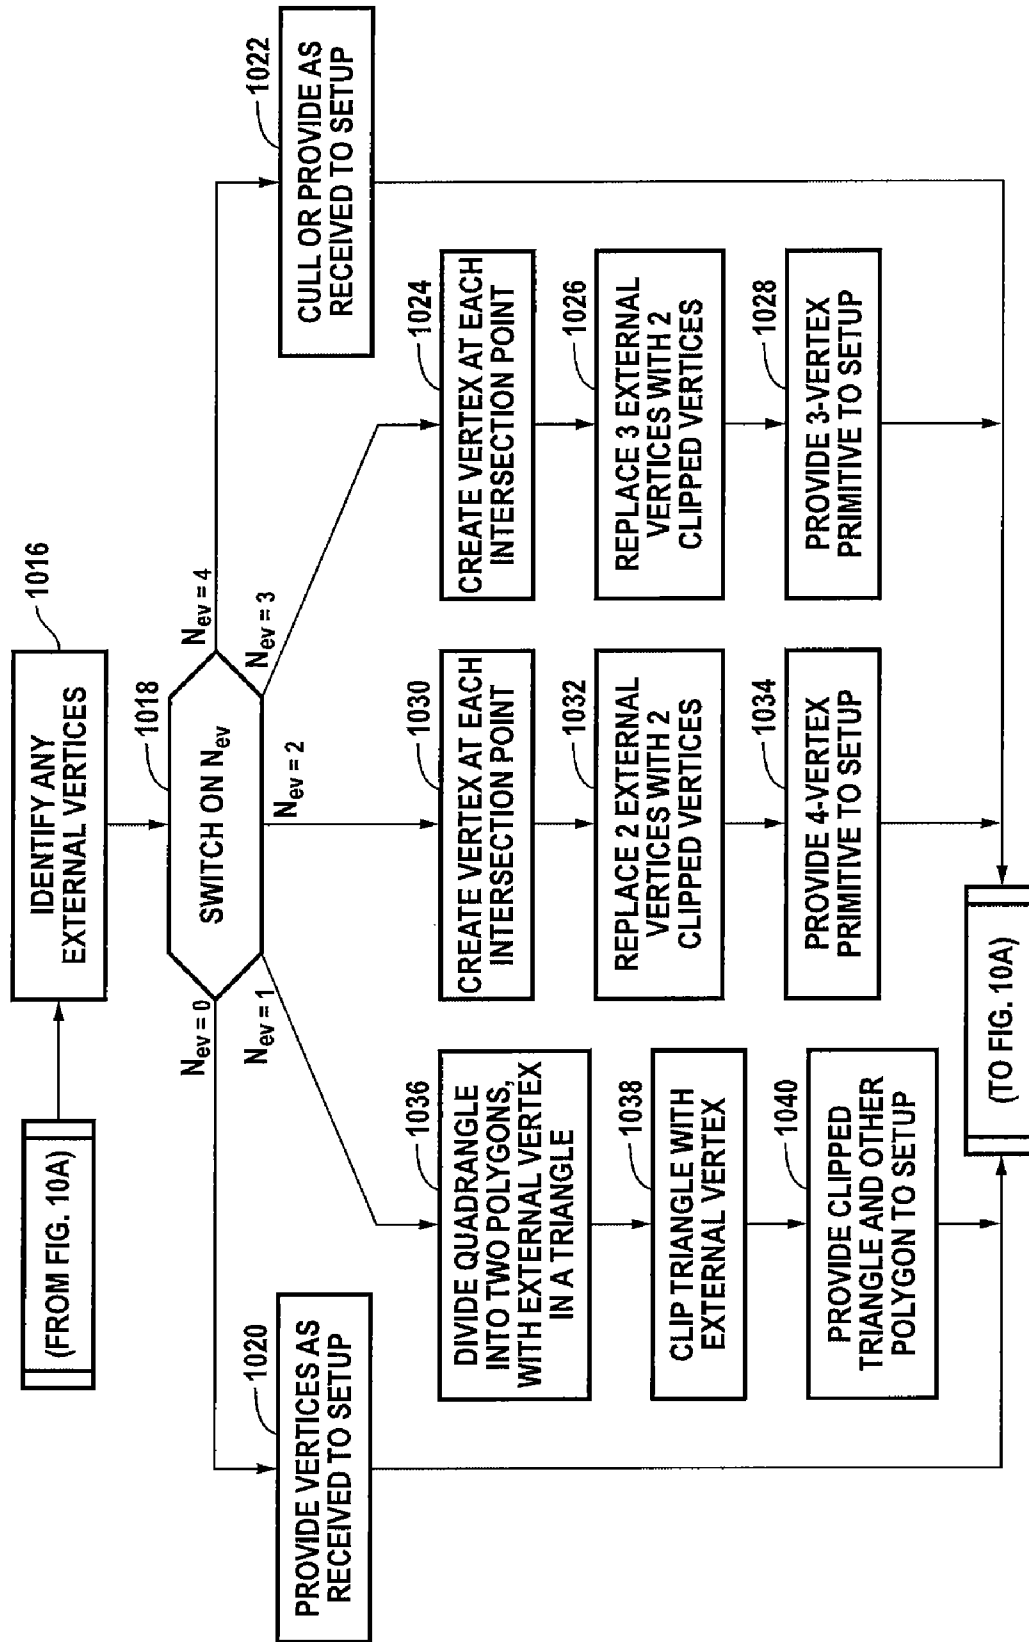 (FROM FIG. 10A)
IDENTIFY ANY
EXTERNAL VERTICES
1016
SWITCH ON Nev
1018
Nev = 0
Nev = 1
Nev = 2
Nev = 3
Nev = 4
PROVIDE VERTICES AS
RECEIVED TO SETUP
1020
CULL OR PROVIDE AS
RECEIVED TO SETUP
1022
DIVIDE QUADRANGLE
INTO TWO POLYGONS,
WITH EXTERNAL VERTEX
IN A TRIANGLE
1036
CLIP TRIANGLE WITH
EXTERNAL VERTEX
1038
PROVIDE CLIPPED
TRIANGLE AND OTHER
POLYGON TO SETUP
1040
CREATE VERTEX AT EACH
INTERSECTION POINT
1030
REPLACE 2 EXTERNAL
VERTICES WITH 2
CLIPPED VERTICES
1032
PROVIDE 4-VERTEX
PRIMITIVE TO SETUP
1034
CREATE VERTEX AT EACH
INTERSECTION POINT
1024
REPLACE 3 EXTERNAL
VERTICES WITH 2
CLIPPED VERTICES
1026
PROVIDE 3-VERTEX
PRIMITIVE TO SETUP
1028
(TO FIG. 10A)